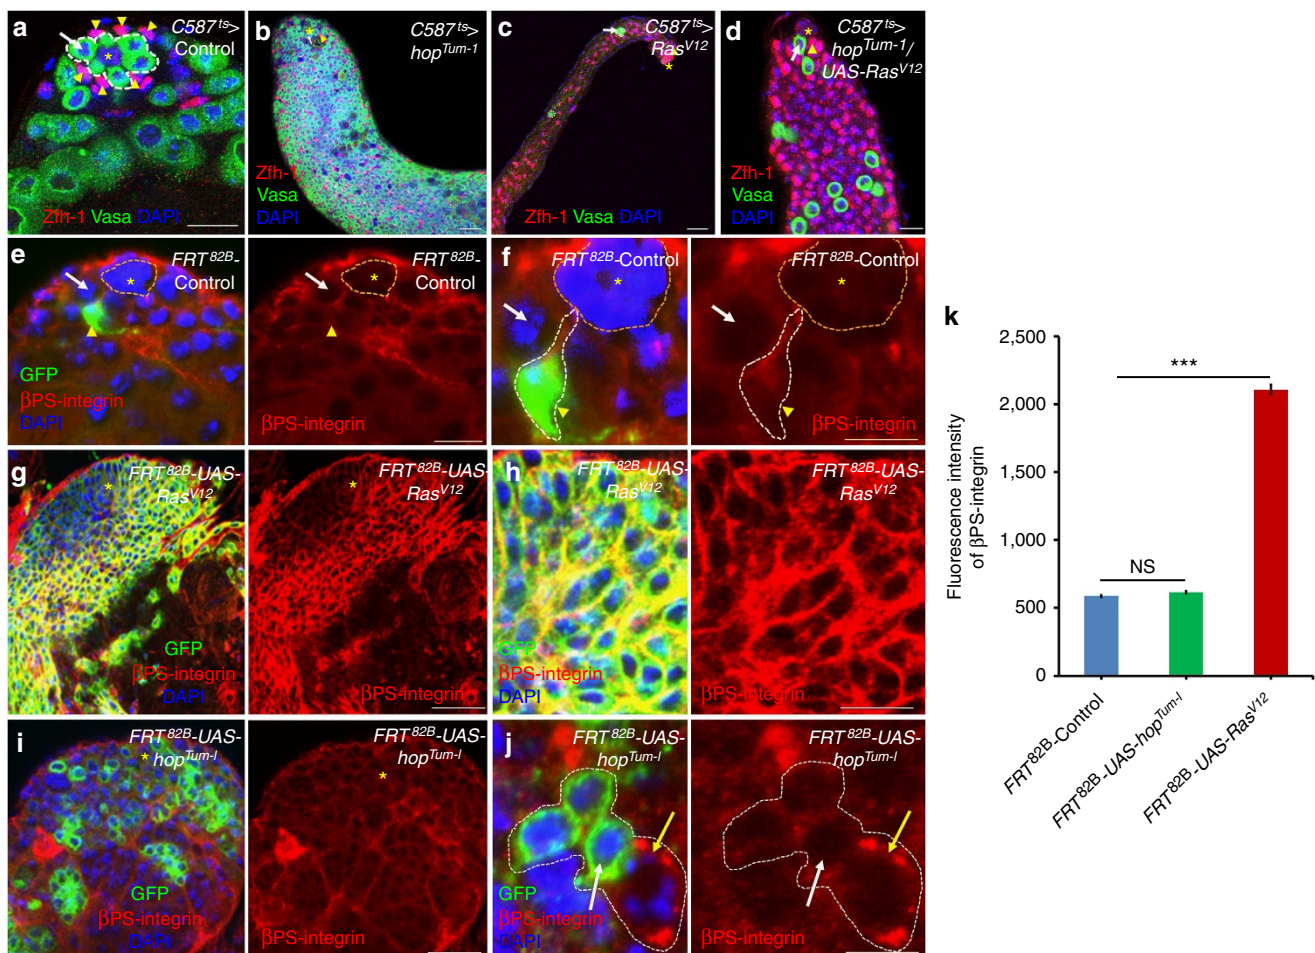 a
C587ts>
Control
Zfh-1 Vasa DAPI
b
C587ts>
hopTum-1
Zfh-1
Vasa
DAPI
c
C587ts>
RasV12
Zfh-1 Vasa DAPI
d
C587ts>
hopTum-1/
UAS-RasV12
Zfh-1
Vasa
DAPI
e
FRT82B-
Control
GFP
βPS-integrin
DAPI
FRT82B-
Control
βPS-integrin
f
FRT82B-Control
FRT82B-Control
βPS-integrin
g
FRT82B-UAS-
RasV12
GFP
βPS-integrin
DAPI
FRT82B-UAS-
RasV12
βPS-integrin
h
FRT82B-UAS-
RasV12
GFP
βPS-integrin
DAPI
FRT82B-UAS-
RasV12
βPS-integrin
i
FRT82B-UAS-
hopTum-I
GFP
βPS-integrin
DAPI
FRT82B-UAS-
hopTum-I
βPS-integrin
j
FRT82B-UAS-
hopTum-I
GFP
βPS-integrin
DAPI
FRT82B-UAS-
hopTum-I
βPS-integrin
k
Fluorescence intensity
of βPS-integrin
2,500
2,000
1,500
1,000
500
0
NS
***
FRT82B-Control
FRT82B-UAS-hopTum-I
FRT82B-UAS-RasV12